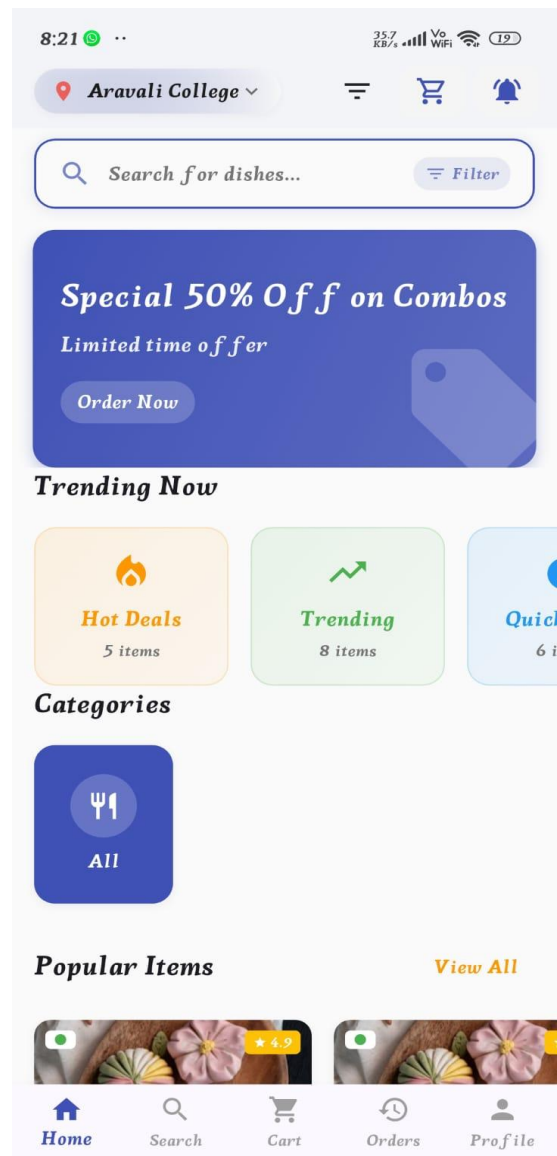 8:21
35.7 KB/s Vo WiFi 19
Aravali College
Search for dishes...
Filter
Special 50% Off on Combos
Limited time offer
Order Now
Trending Now
Hot Deals
5 items
Trending
8 items
Quic
6 i
Categories
All
Popular Items
View All
★ 4.9
Home
Search
Cart
Orders
Profile